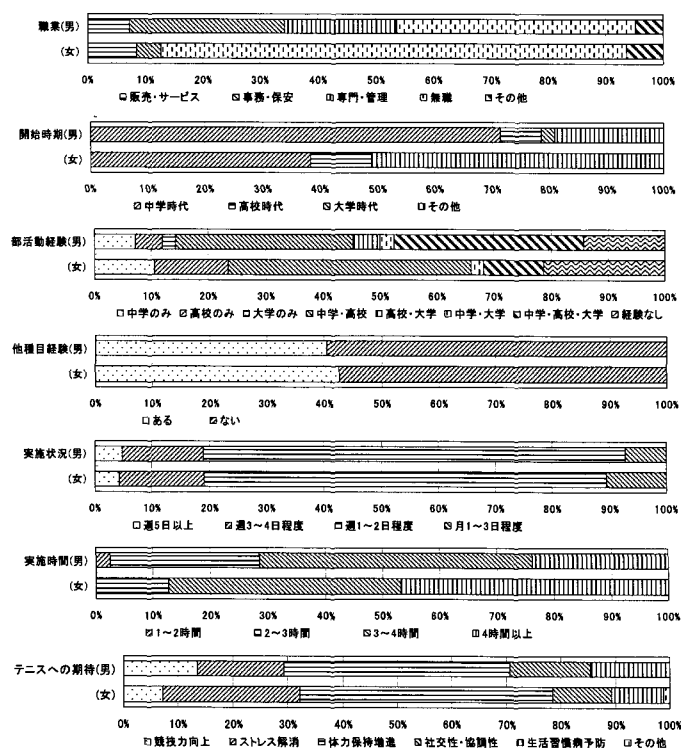 職業(男)
(女)
0% 10% 20% 30% 40% 50% 60% 70% 80% 90% 100%
販売・サービス 事務・保安 専門・管理 無職 その他
開始時期(男)
(女)
0% 10% 20% 30% 40% 50% 60% 70% 80% 90% 100%
中学時代 高校時代 大学時代 その他
部活動経験(男)
(女)
0% 10% 20% 30% 40% 50% 60% 70% 80% 90% 100%
中学のみ 高校のみ 大学のみ 中学・高校 高校・大学 中学・大学 中学・高校・大学 経験なし
他種目経験(男)
(女)
0% 10% 20% 30% 40% 50% 60% 70% 80% 90% 100%
ある ない
実施状況(男)
(女)
0% 10% 20% 30% 40% 50% 60% 70% 80% 90% 100%
週5日以上 週3～4日程度 週1～2日程度 月1～3日程度
実施時間(男)
(女)
0% 10% 20% 30% 40% 50% 60% 70% 80% 90% 100%
1～2時間 2～3時間 3～4時間 4時間以上
テニスへの期待(男)
(女)
0% 10% 20% 30% 40% 50% 60% 70% 80% 90% 100%
競技力向上 ストレス解消 体力保持増進 社交性・協調性 生活習慣病予防 その他